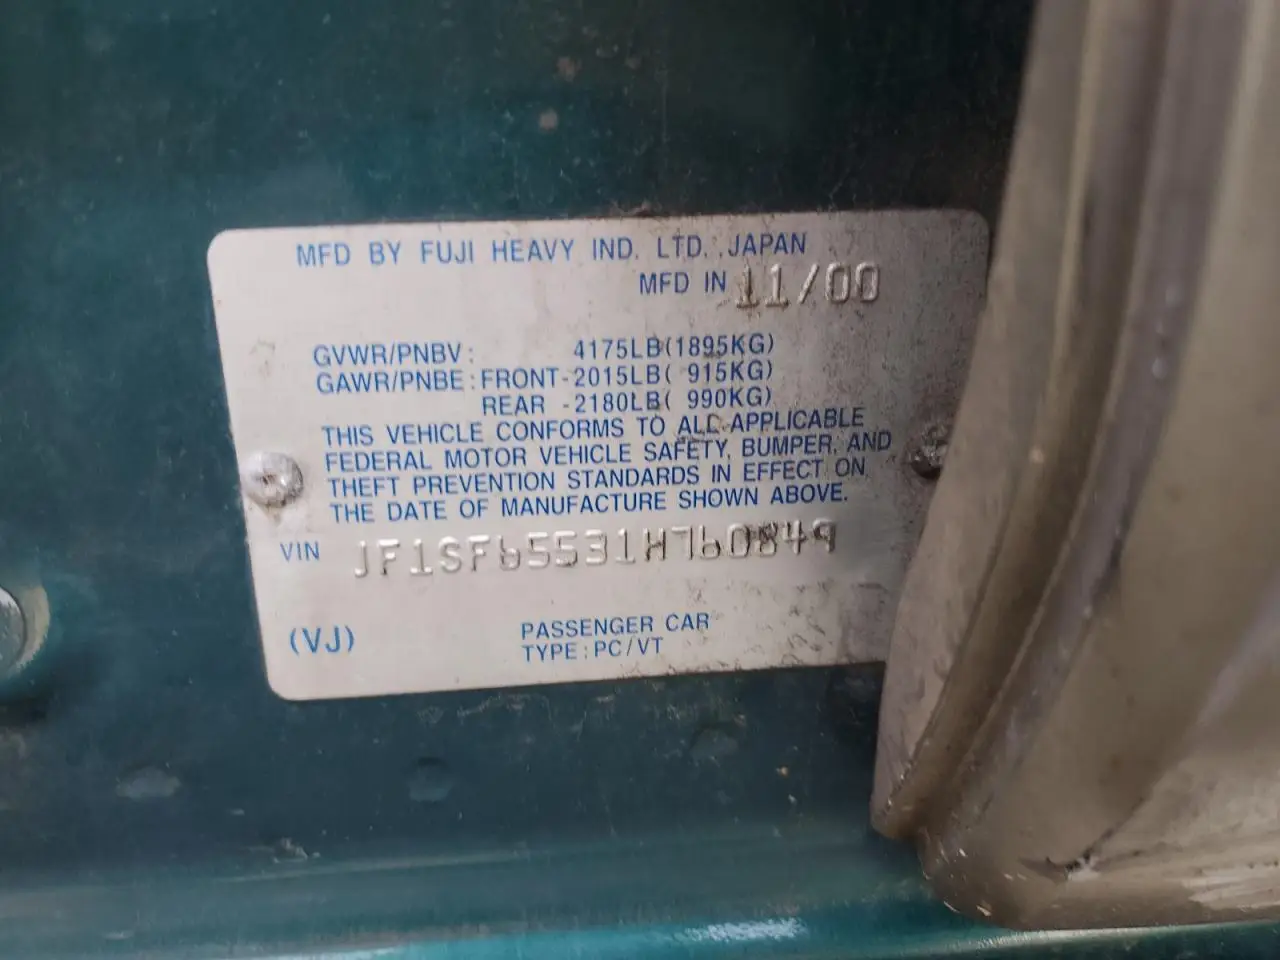 MFD BY FUJI HEAVY IND. LTD. JAPAN
MFD IN 11/00
GVWR/PNBV: 4175LB(1895KG)
GAWR/PNBE: FRONT-2015LB( 915KG)
REAR -2180LB( 990KG)
THIS VEHICLE CONFORMS TO ALL APPLICABLE
FEDERAL MOTOR VEHICLE SAFETY, BUMPER, AND
THEFT PREVENTION STANDARDS IN EFFECT ON
THE DATE OF MANUFACTURE SHOWN ABOVE.
VIN JF1SF65531H760849
(VJ) PASSENGER CAR
TYPE:PC/VT